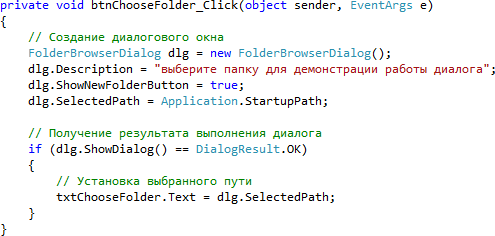 private void btnChooseFolder_Click(object sender, EventArgs e)
{
    // Создание диалогового окна
    FolderBrowserDialog dlg = new FolderBrowserDialog();
    dlg.Description = "выберите папку для демонстрации работы диалога";
    dlg.ShowNewFolderButton = true;
    dlg.SelectedPath = Application.StartupPath;

    // Получение результата выполнения диалога
    if (dlg.ShowDialog() == DialogResult.OK)
    {
        // Установка выбранного пути
        txtChooseFolder.Text = dlg.SelectedPath;
    }
}